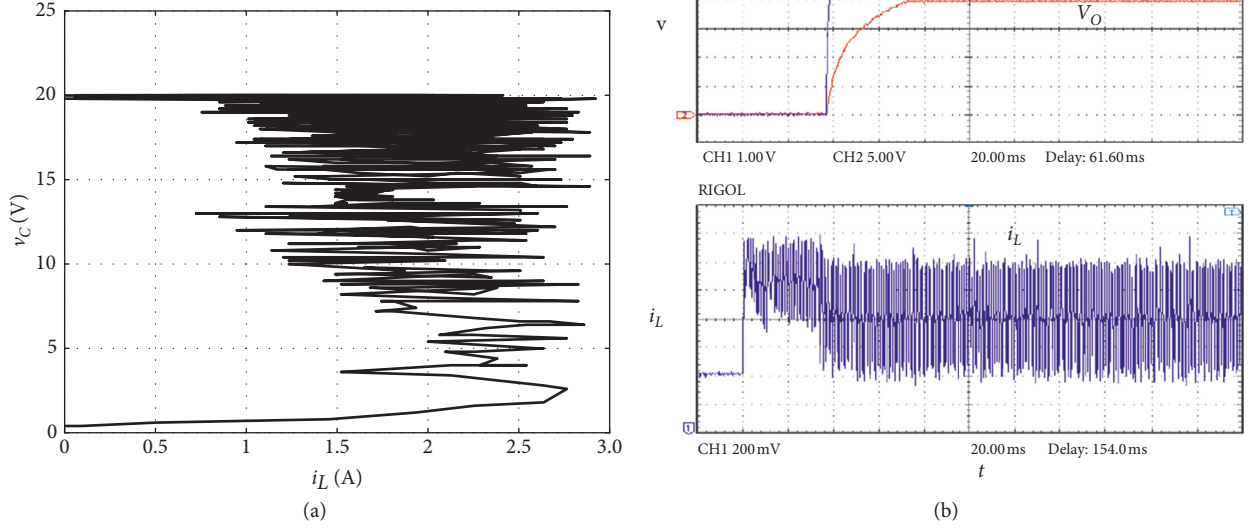 25
20
15
10
5
0
v_C (V)
0 0.5 1 1.5 2 2.5 3.0
i_L (A)
(a)
v
V_O
2
CH1 1.00 V CH2 5.00 V 20.00 ms Delay: 61.60 ms
RIGOL
T
i_L
i_L
1
CH1 200 mV 20.00 ms Delay: 154.0 ms
t
(b)